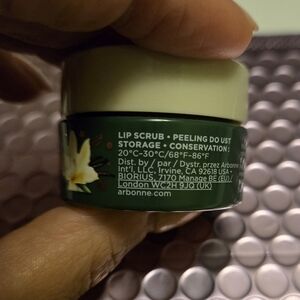 LIP SCRUB • PEELING DO UST
STORAGE • CONSERVATION :
20°C-30°C/68°F-86°F
Dist. by / par / Dystr. przez Arbonne
Int'l, LLC, Irvine, CA 92618 USA •
BIORIUS, 7170 Manage BE (EU) /
London WC2H 9JQ (UK)
arbonne.com